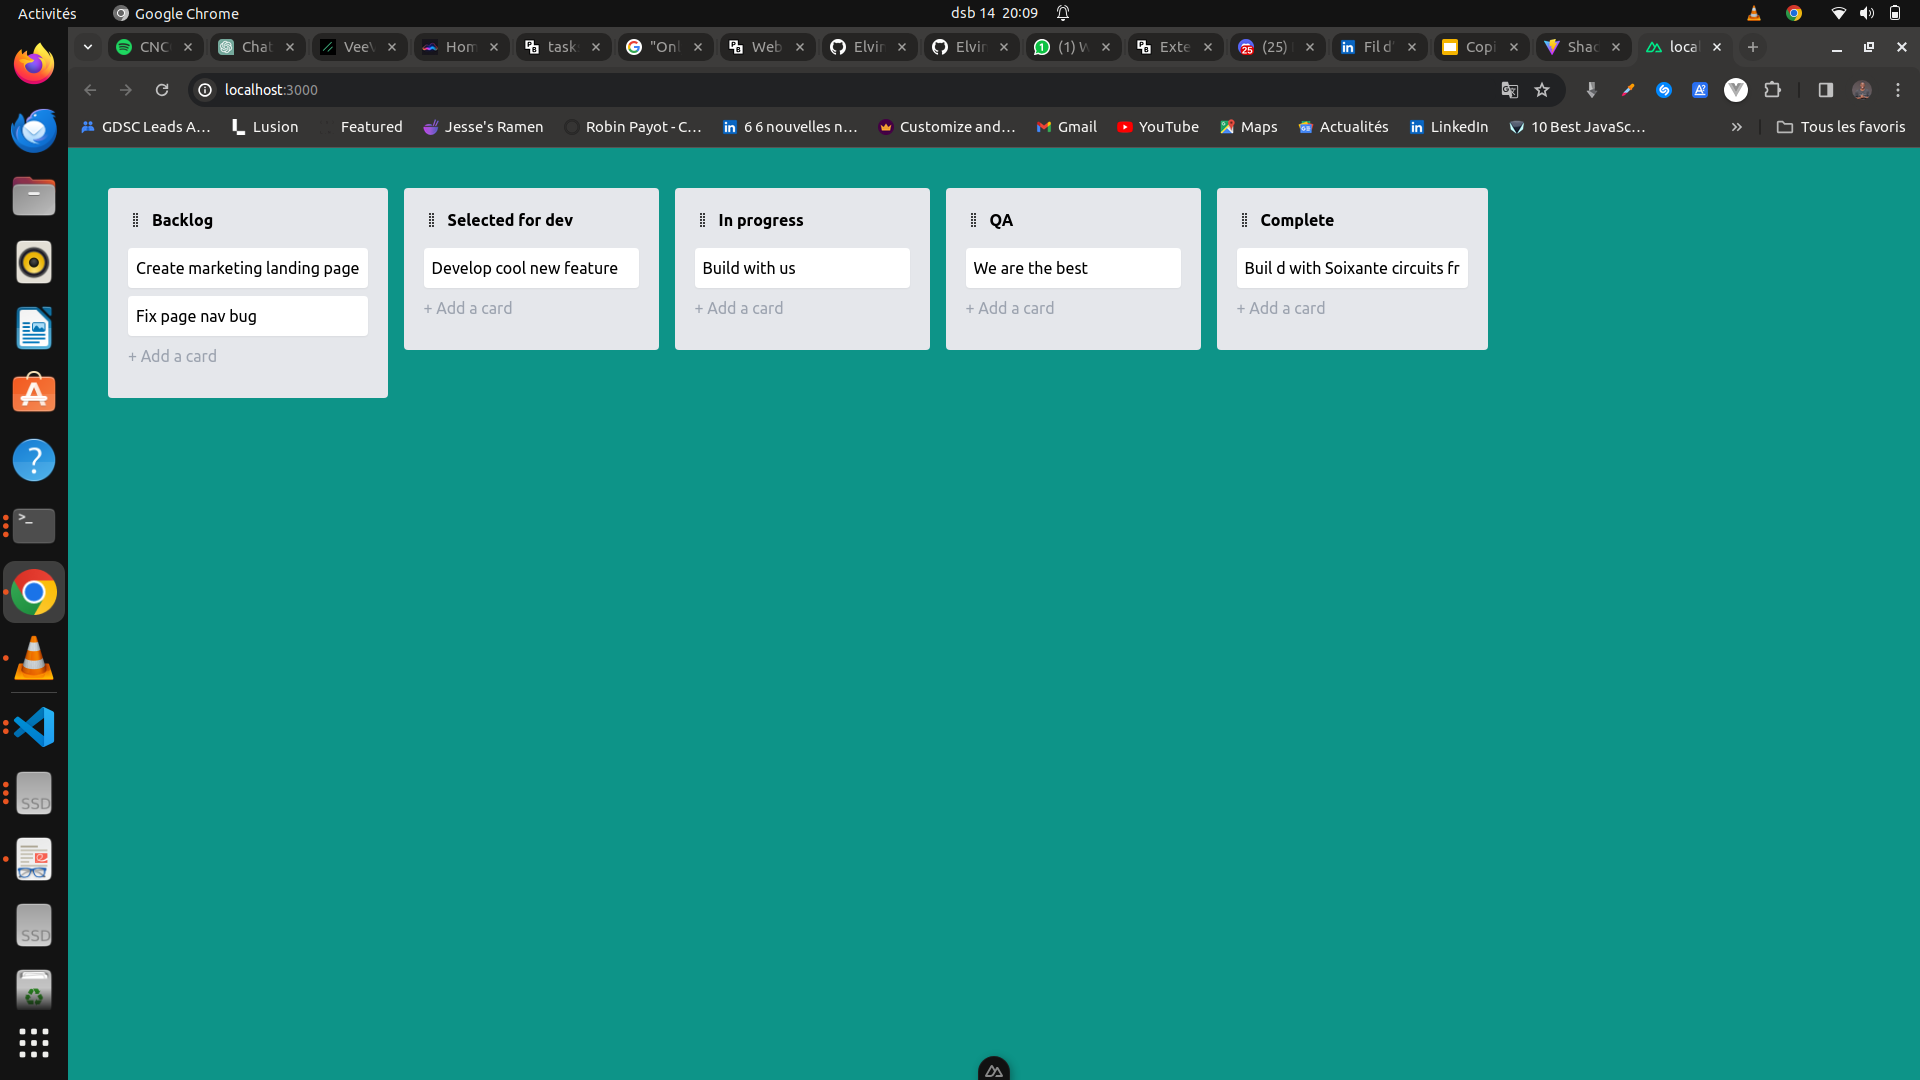 Activités
Google Chrome
dsb 14 20:09
CNC
Chat
VeeV
Hom
task
"Onl
Web
Elvin
Elvin
(1) W
Exte
(25)
Fil d'
Copi
Shad
local
localhost:3000
GDSC Leads A...
Lusion
Featured
Jesse's Ramen
Robin Payot - C...
6 6 nouvelles n...
Customize and...
Gmail
YouTube
Maps
Actualités
LinkedIn
10 Best JavaSc...
Tous les favoris
Backlog
Create marketing landing page
Fix page nav bug
+ Add a card
Selected for dev
Develop cool new feature
+ Add a card
In progress
Build with us
+ Add a card
QA
We are the best
+ Add a card
Complete
Buil d with Soixante circuits fr
+ Add a card
SSD
SSD